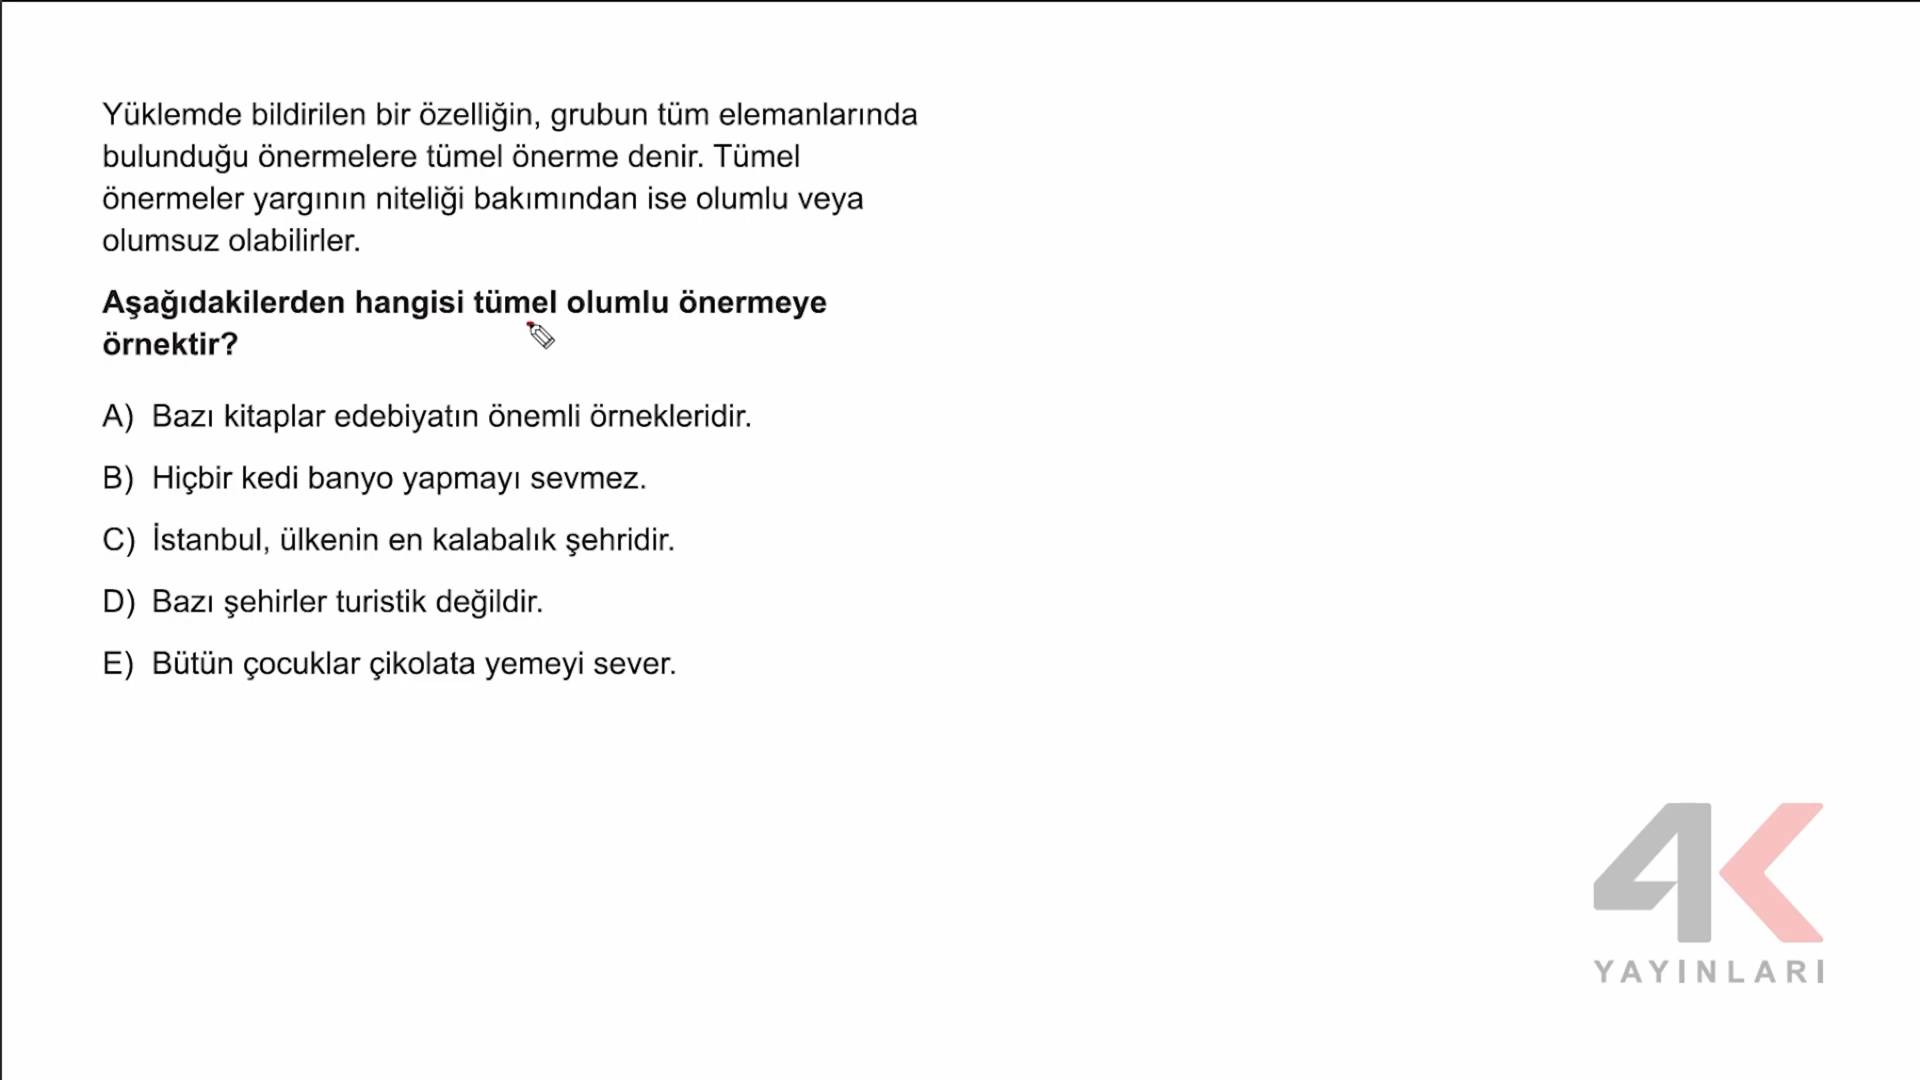 Yüklemde bildirilen bir özelliğin, grubun tüm elemanlarında
bulunduğu önermelere tümel önerme denir. Tümel
önermeler yargının niteliği bakımından ise olumlu veya
olumsuz olabilirler.
Aşağıdakilerden hangisi tümel olumlu önermeye
örnektir?
A) Bazı kitaplar edebiyatın önemli örnekleridir.
B) Hiçbir kedi banyo yapmayı sevmez.
C) İstanbul, ülkenin en kalabalık şehridir.
D) Bazı şehirler turistik değildir.
E) Bütün çocuklar çikolata yemeyi sever.
4K
YAYINLARI